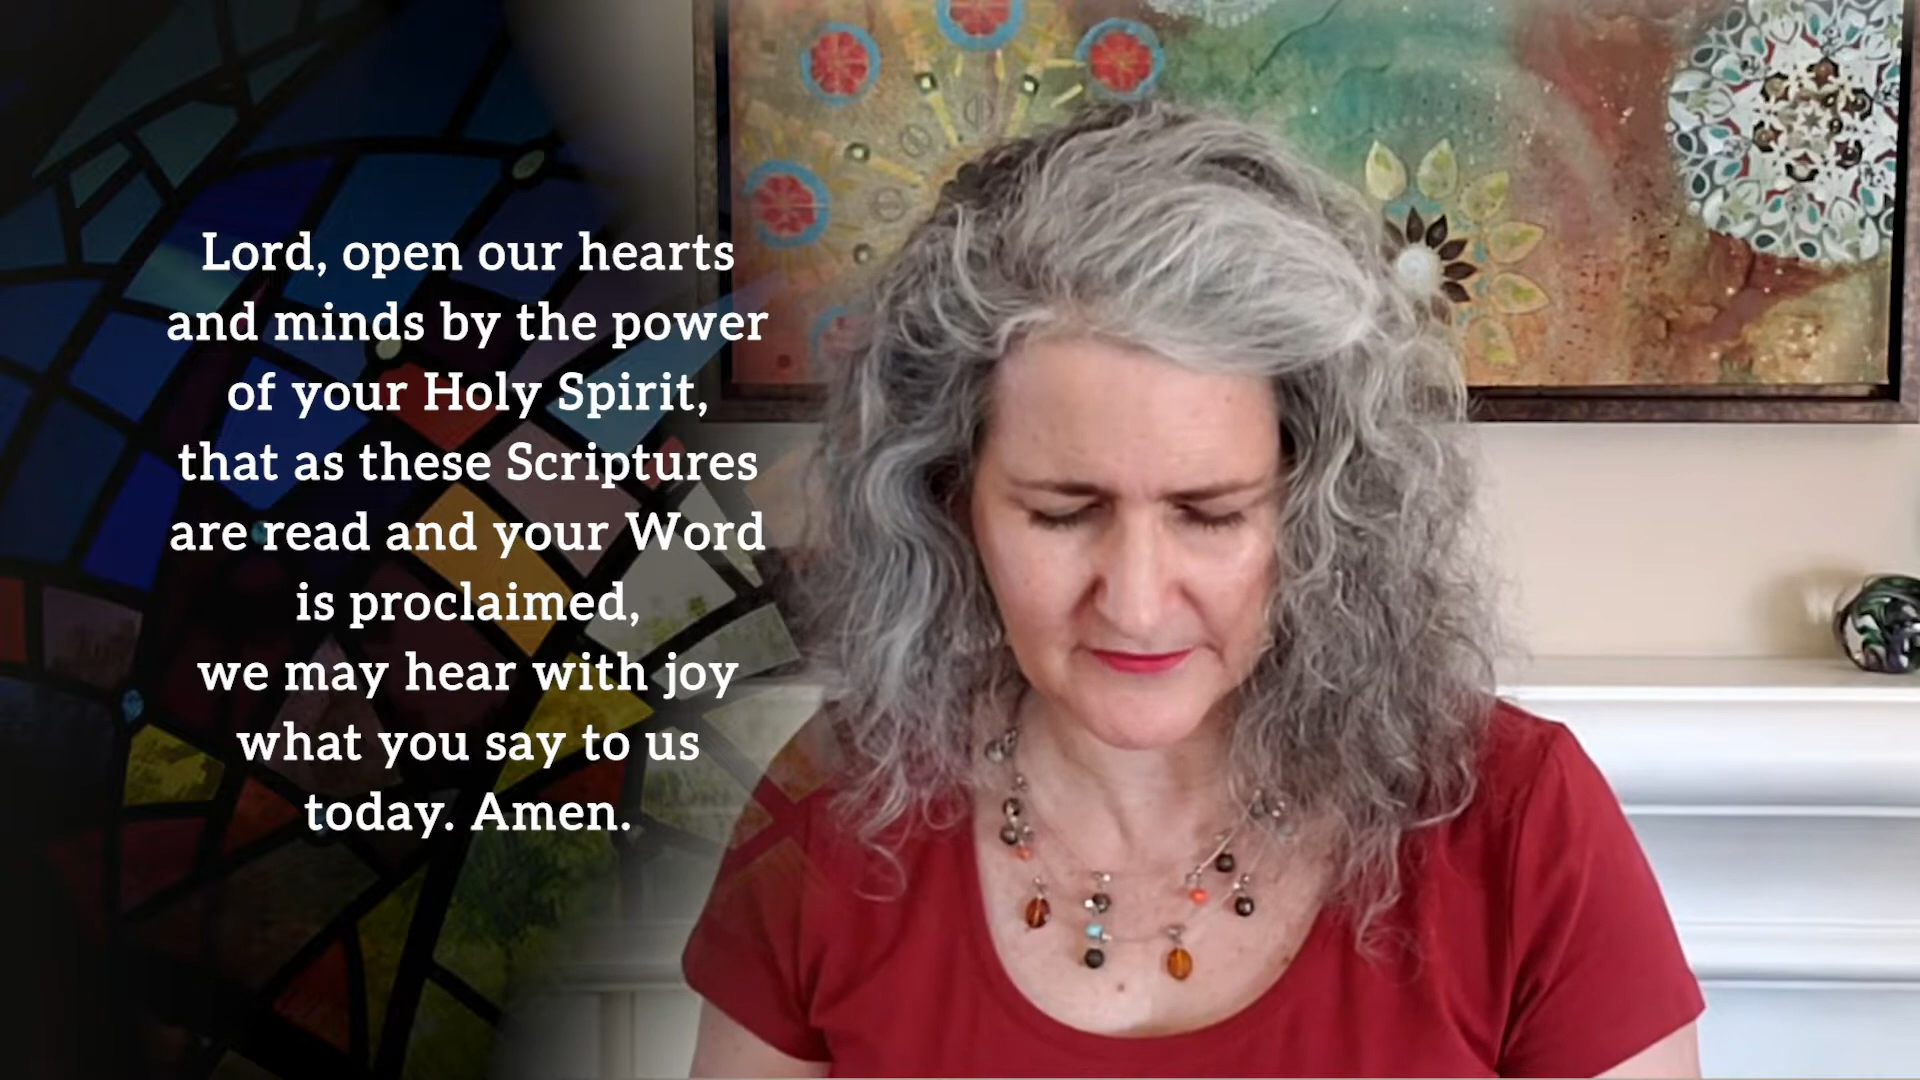 Lord, open our hearts
and minds by the power
of your Holy Spirit,
that as these Scriptures
are read and your Word
is proclaimed,
we may hear with joy
what you say to us
today. Amen.